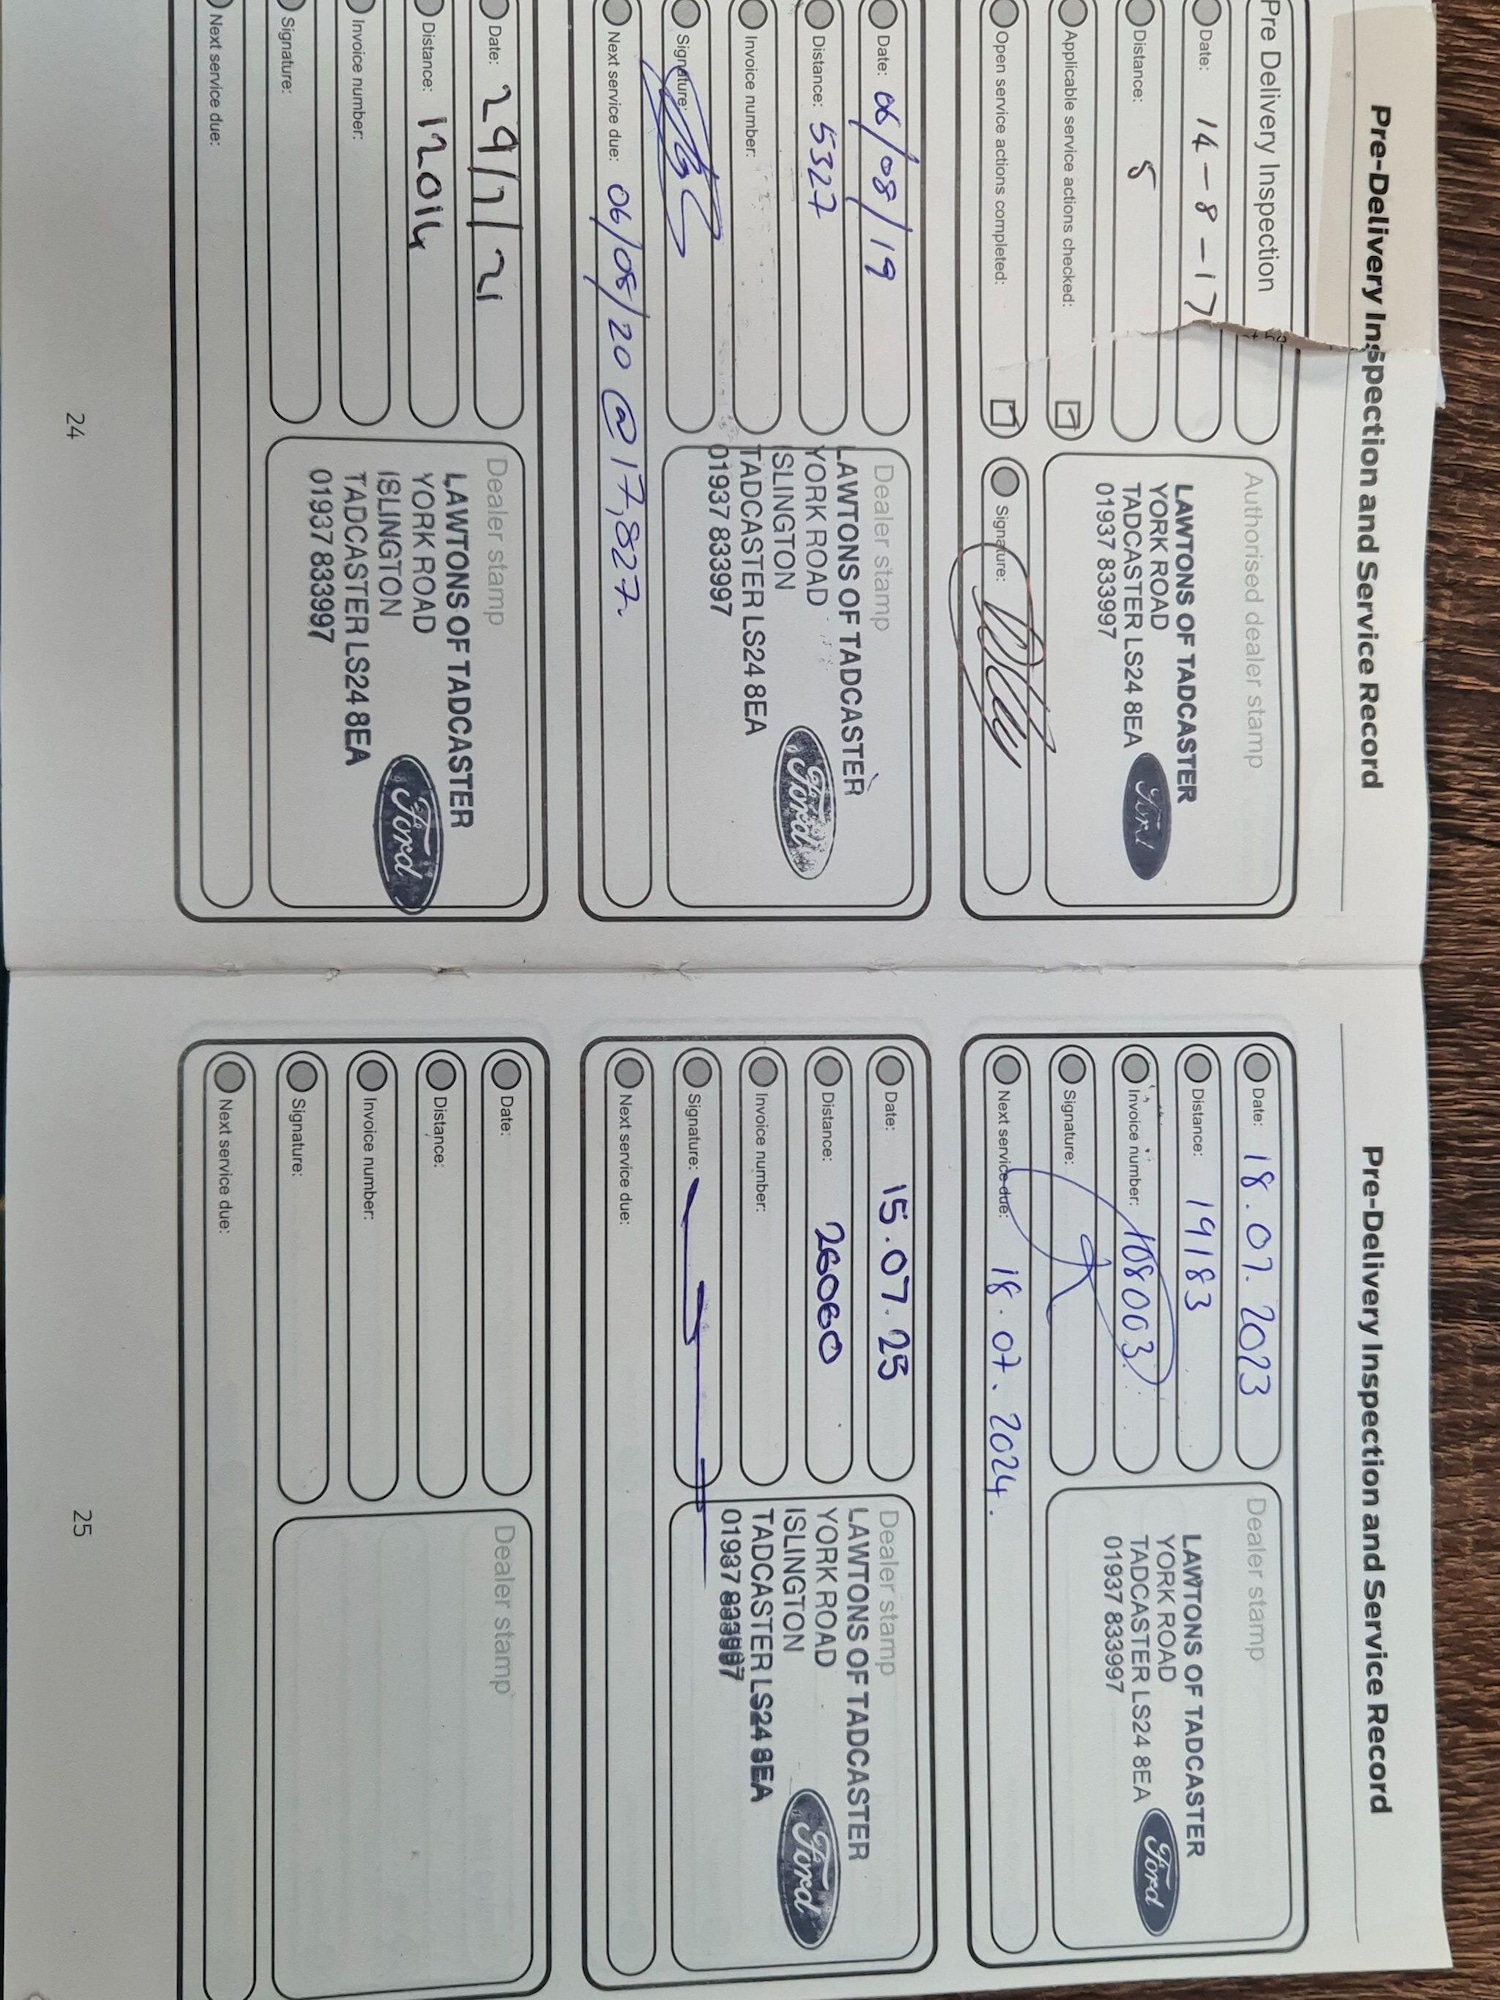 Pre-Delivery Inspection and Service Record
Pre Delivery Inspection
Date: 14-8-17
Distance: 8
Applicable service actions checked:
Open service actions completed:
Authorised dealer stamp
LAWTONS OF TADCASTER
YORK ROAD
TADCASTER LS24 8EA
01937 833997
Ford
Signature:
Date: 06/08/19
Distance: 5327
Invoice number:
Signature:
Next service due: 06/08/20 @ 17,827.
Dealer stamp
LAWTONS OF TADCASTER
YORK ROAD
ISLINGTON
TADCASTER LS24 8EA
01937 833997
Ford
Date: 29/7/21
Distance: 12014
Invoice number:
Signature:
Next service due:
Dealer stamp
LAWTONS OF TADCASTER
YORK ROAD
ISLINGTON
TADCASTER LS24 8EA
01937 833997
Ford
24
Pre-Delivery Inspection and Service Record
Date: 18.07.2023
Distance: 19183
Invoice number: 108003
Signature:
Next service due: 18.07.2024.
Dealer stamp
LAWTONS OF TADCASTER
YORK ROAD
TADCASTER LS24 8EA
01937 833997
Ford
Date: 15.07.25
Distance: 26060
Invoice number:
Signature:
Next service due:
Dealer stamp
LAWTONS OF TADCASTER
YORK ROAD
ISLINGTON
TADCASTER LS24 8EA
01937 833997
Ford
Date:
Distance:
Invoice number:
Signature:
Next service due:
Dealer stamp
25